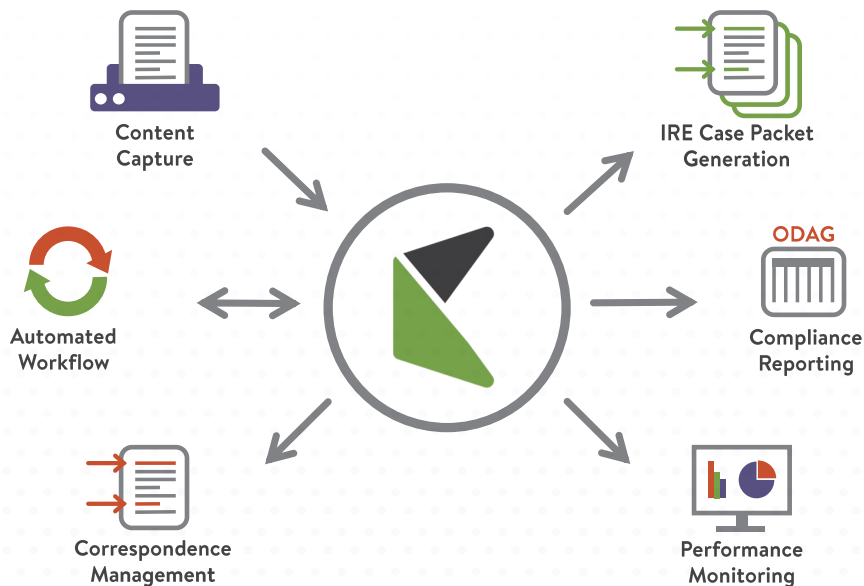 Content
Capture
IRE Case Packet
Generation
Automated
Workflow
ODAG
Compliance
Reporting
Correspondence
Management
Performance
Monitoring